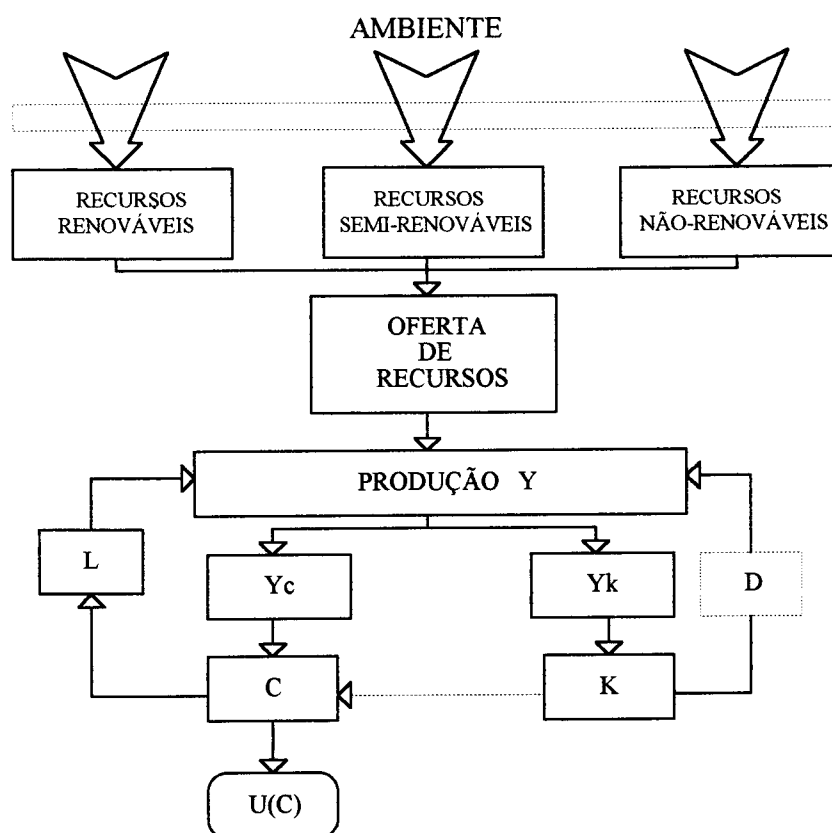 AMBIENTE
RECURSOS
RENOVÁVEIS
RECURSOS
SEMI-RENOVÁVEIS
RECURSOS
NÃO-RENOVÁVEIS
OFERTA
DE
RECURSOS
PRODUÇÃO Y
L
Yc
Yk
D
C
K
U(C)